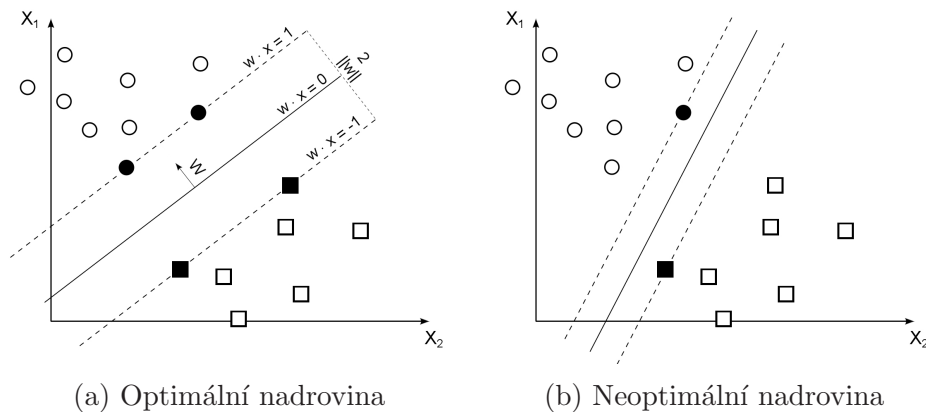 X₁
w · x = 1
2
||w||
w · x = 0
w · x = -1
W
X₂
(a) Optimální nadrovina
X₁
X₂
(b) Neoptimální nadrovina